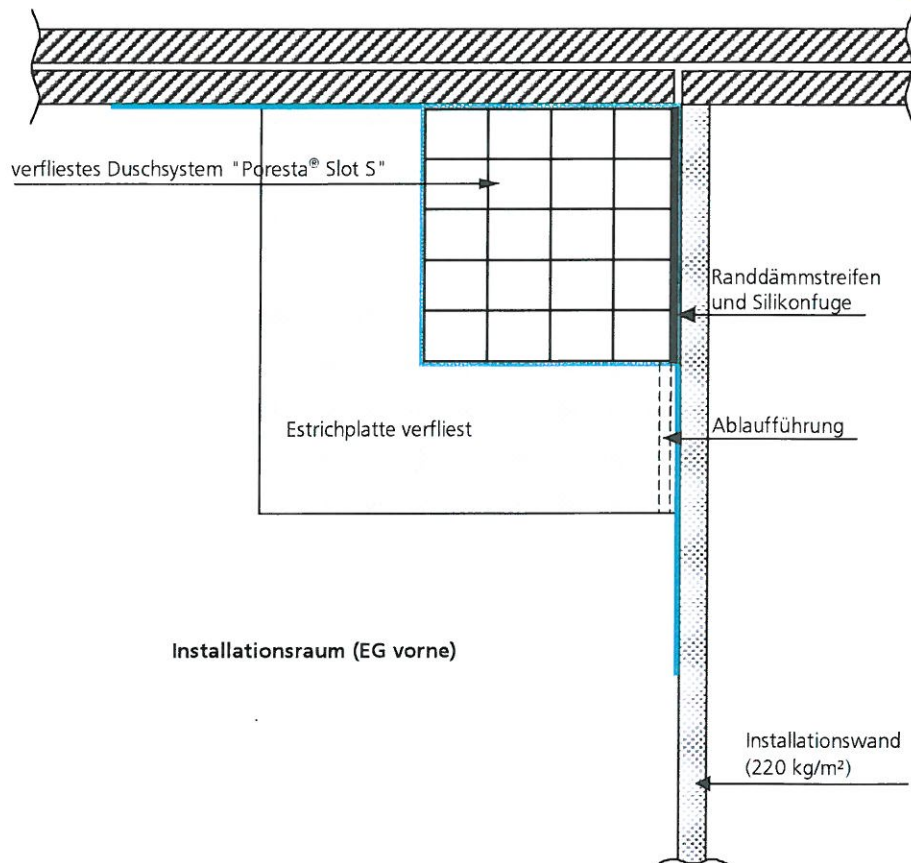 verfliestes Duschsystem "Poresta® Slot S"
Randdämmstreifen
und Silikonfuge
Estrichplatte verfliest
Ablaufführung
Installationsraum (EG vorne)
Installationswand
(220 kg/m²)